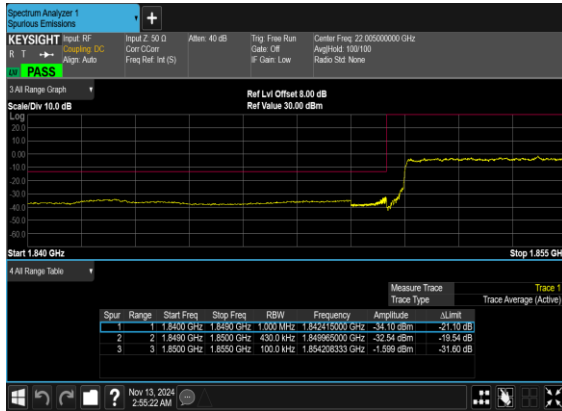 Spectrum Analyzer 1
Spurious Emissions
KEYSIGHT
R T
LU PASS
Input: RF
Coupling: DC
Align: Auto
Input Z: 50 Ω
Corr CCorr
Freq Ref: Int (S)
Atten: 40 dB
Trig: Free Run
Gate: Off
IF Gain: Low
Center Freq: 22.005000000 GHz
Avg|Hold: 100/100
Radio Std: None
3 All Range Graph
Scale/Div 10.0 dB
Ref Lvl Offset 8.00 dB
Ref Value 30.00 dBm
Log
20.0
10.0
0.00
-10.0
-20.0
-30.0
-40.0
-50.0
-60.0
Start 1.840 GHz
Stop 1.855 GH
4 All Range Table
Measure Trace Trace 1
Trace Type Trace Average (Active)
Spur Range Start Freq Stop Freq RBW Frequency Amplitude ΔLimit
1 1 1.8400 GHz 1.8490 GHz 1.000 MHz 1.842415000 GHz -34.10 dBm -21.10 dB
2 2 1.8490 GHz 1.8500 GHz 430.0 kHz 1.849965000 GHz -32.54 dBm -19.54 dB
3 3 1.8500 GHz 1.8550 GHz 100.0 kHz 1.854208333 GHz -1.599 dBm -31.60 dB
Nov 13, 2024
2:55:22 AM